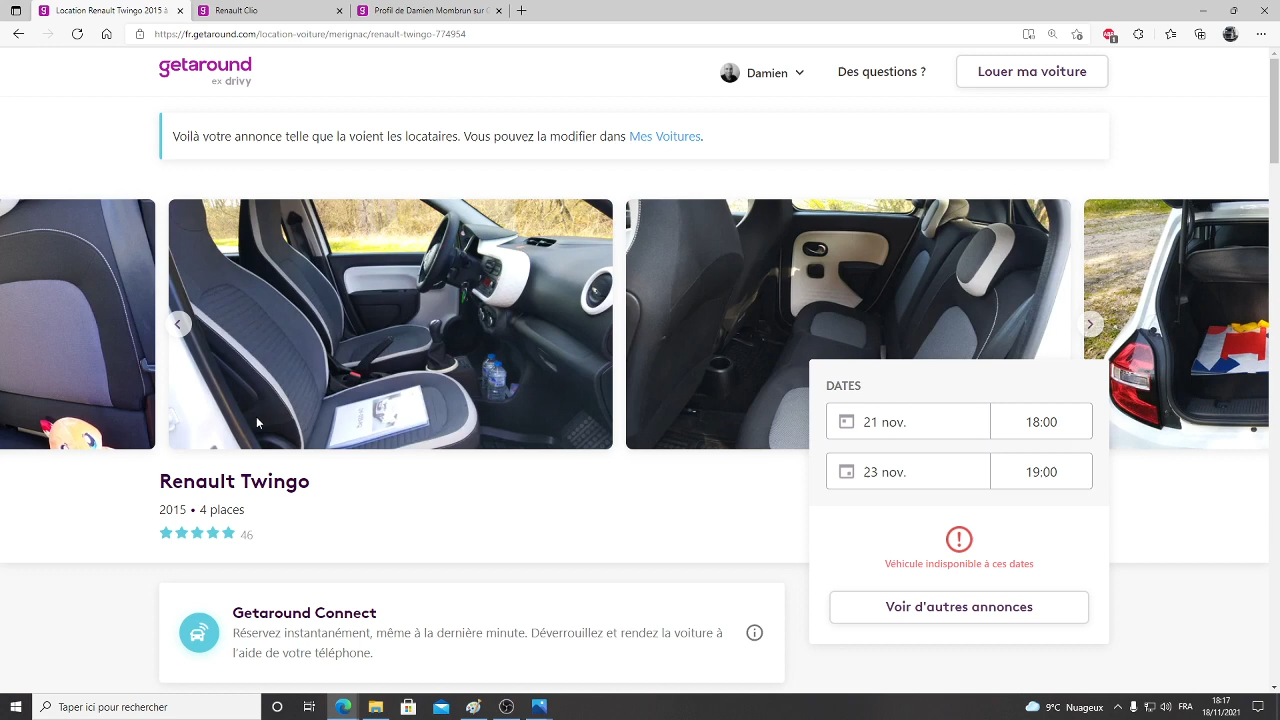 Location Renault Twingo 2015 à
Renault Clio
Profil de Damien Mombrun sur G
https://fr.getaround.com/location-voiture/merignac/renault-twingo-774954
getaround
ex drivy
Damien
Des questions ?
Louer ma voiture
Voilà votre annonce telle que la voient les locataires. Vous pouvez la modifier dans Mes Voitures.
DATES
21 nov.
18:00
23 nov.
19:00
Véhicule indisponible à ces dates
Voir d'autres annonces
Renault Twingo
2015 • 4 places
46
Getaround Connect
Réservez instantanément, même à la dernière minute. Déverrouillez et rendez la voiture à
l'aide de votre téléphone.
Taper ici pour rechercher
9°C Nuageux
FRA
18:17
18/11/2021